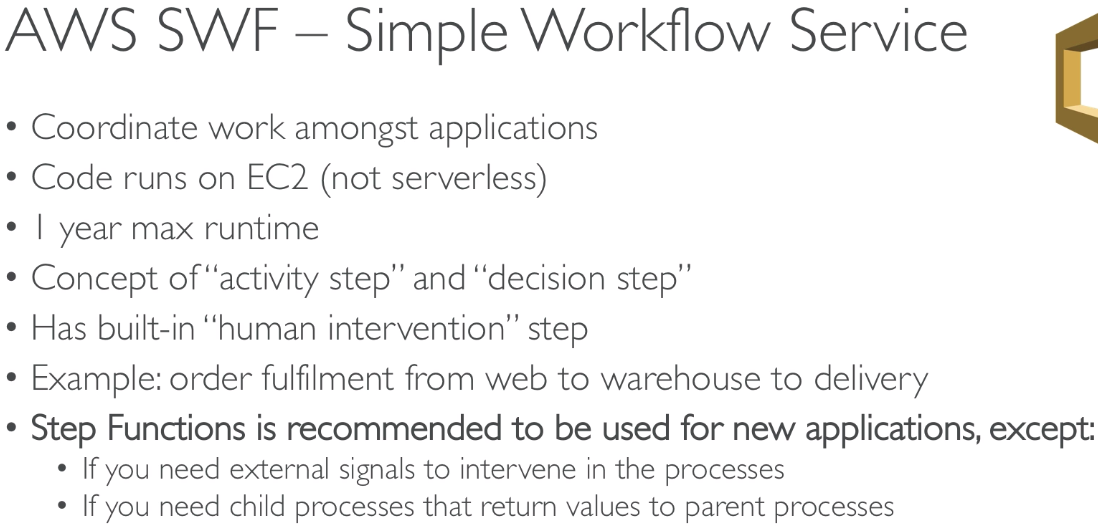 AWS SWF – Simple Workflow Service
• Coordinate work amongst applications
• Code runs on EC2 (not serverless)
• 1 year max runtime
• Concept of “activity step” and “decision step”
• Has built-in “human intervention” step
• Example: order fulfilment from web to warehouse to delivery
• Step Functions is recommended to be used for new applications, except:
• If you need external signals to intervene in the processes
• If you need child processes that return values to parent processes